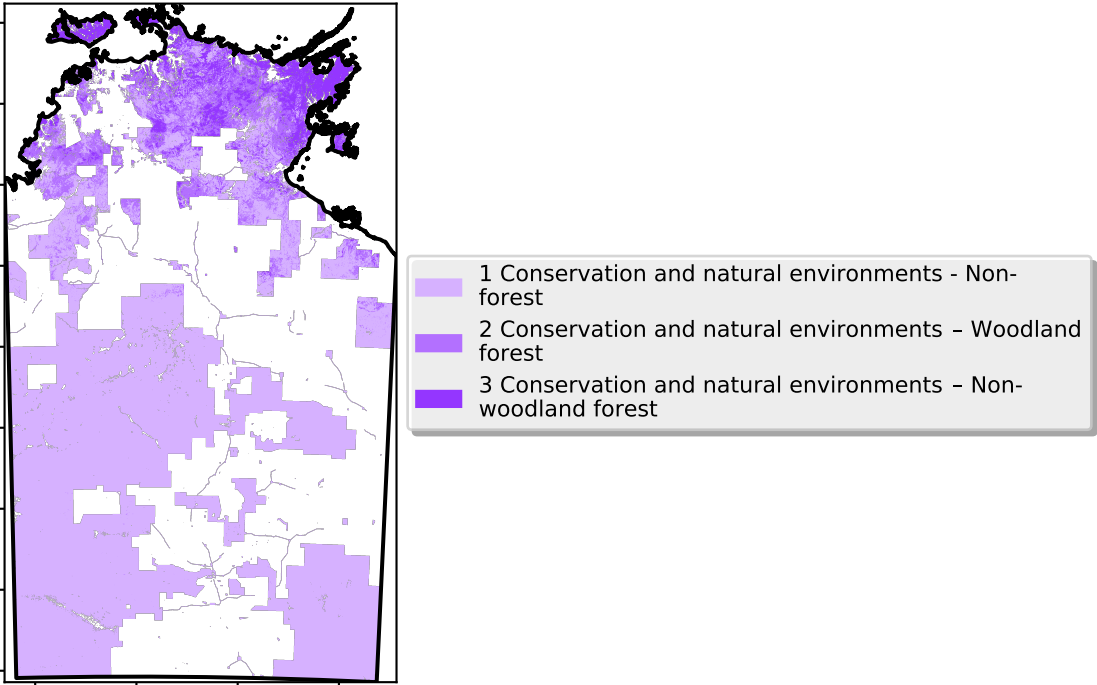 1 Conservation and natural environments - Non-
forest
2 Conservation and natural environments – Woodland
forest
3 Conservation and natural environments – Non-
woodland forest